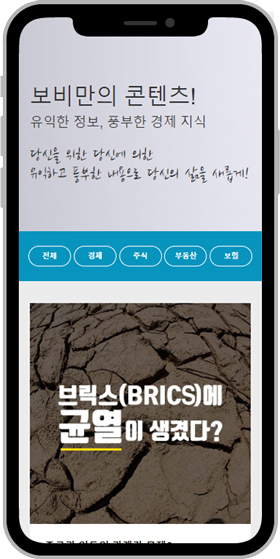 보비만의 콘텐츠!
유익한 정보, 풍부한 경제 지식
당신을 위한 당신에 의한
유익하고 풍부한 내용으로 당신의 삶을 새롭게!
전체 경제 주식 부동산 보험
브릭스(BRICS)에
균열이 생겼다?